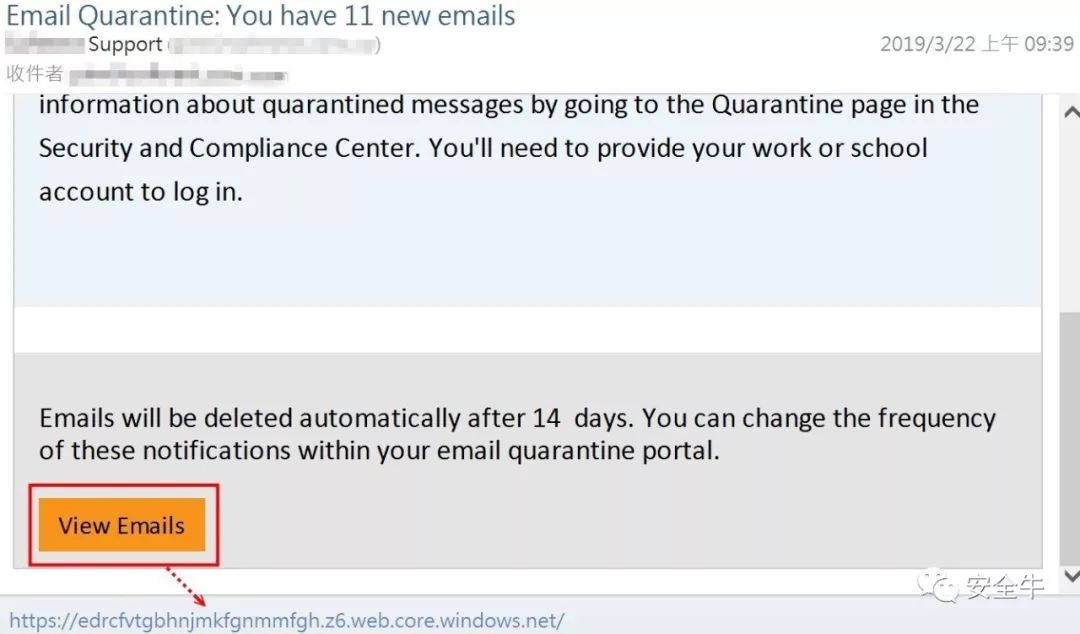 Email Quarantine: You have 11 new emails
Support
2019/3/22 上午 09:39
收件者
information about quarantined messages by going to the Quarantine page in the
Security and Compliance Center. You'll need to provide your work or school
account to log in.
Emails will be deleted automatically after 14  days. You can change the frequency
of these notifications within your email quarantine portal.
View Emails
安全牛
https://edrcfvtgbhnjmkfgnmmfgh.z6.web.core.windows.net/